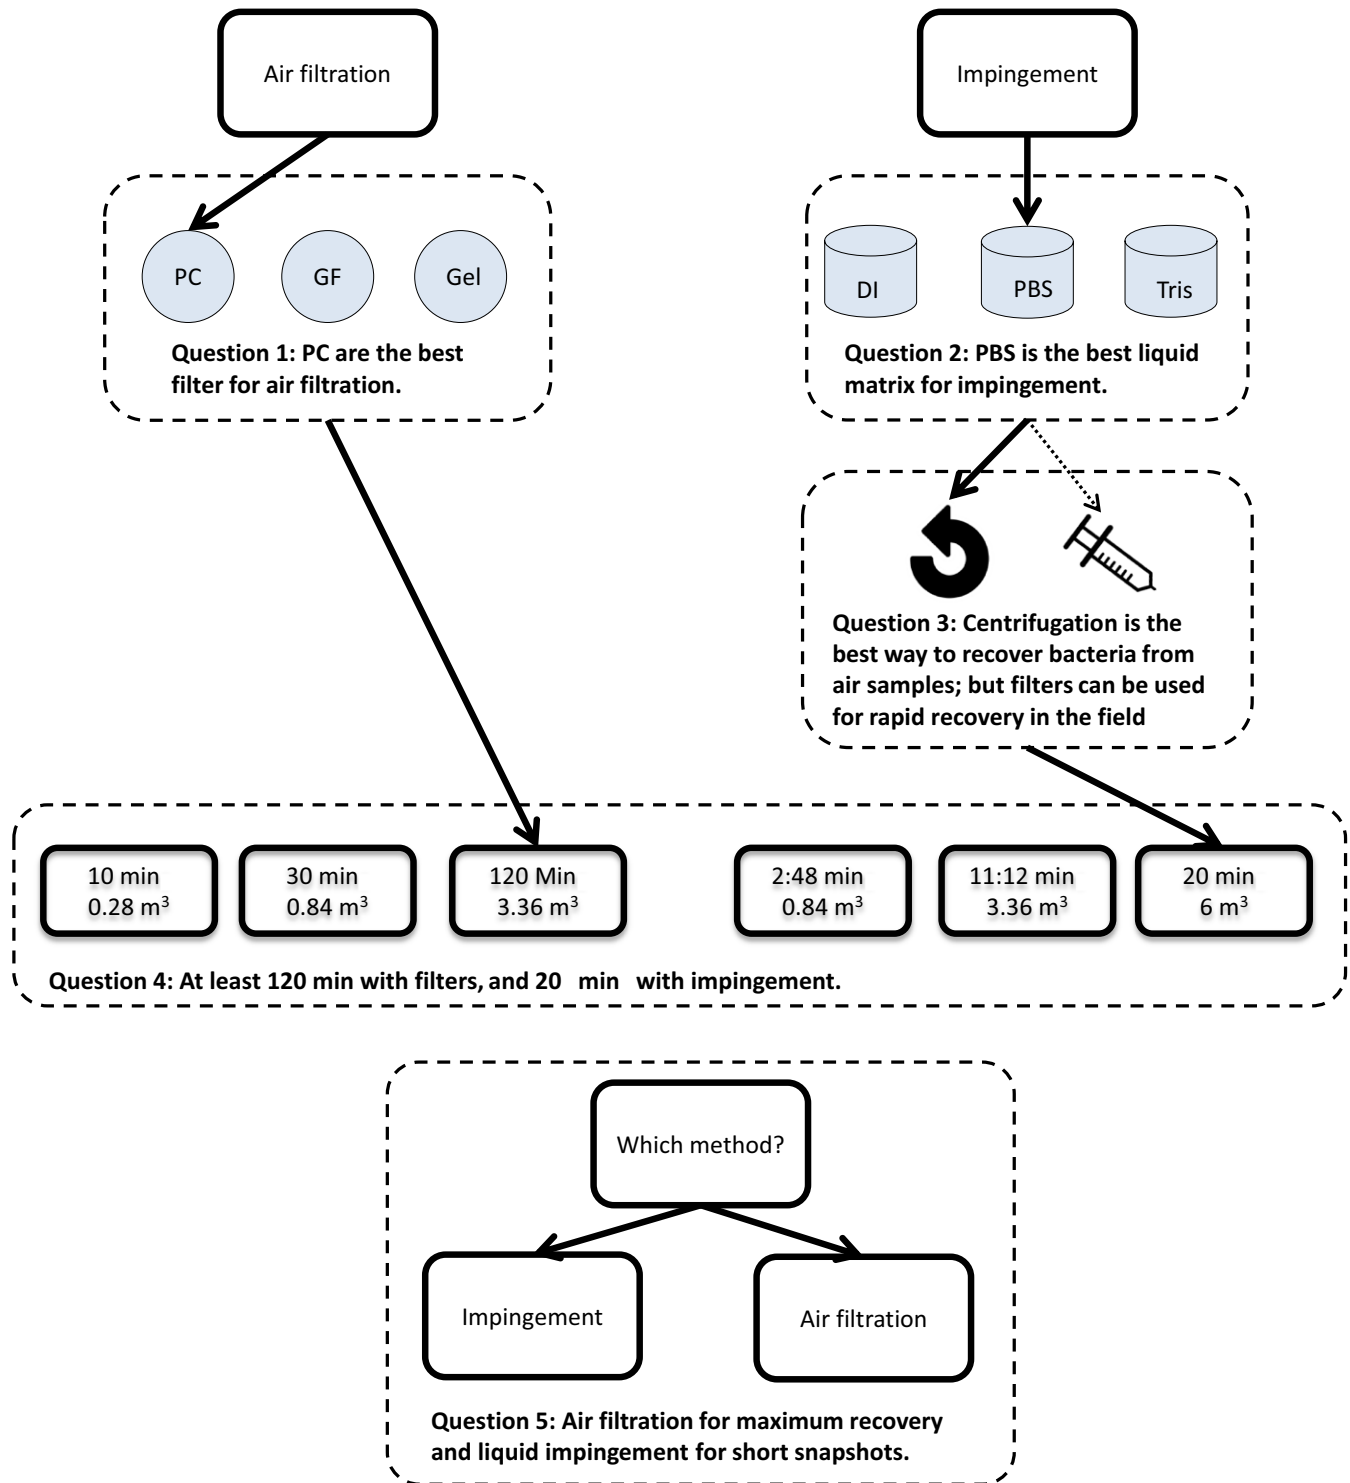 Air filtration
Impingement
PC
GF
Gel
DI
PBS
Tris
Question 1: PC are the best
filter for air filtration.
Question 2: PBS is the best liquid
matrix for impingement.
Question 3: Centrifugation is the
best way to recover bacteria from
air samples; but filters can be used
for rapid recovery in the field
10 min
0.28 m³
30 min
0.84 m³
120 Min
3.36 m³
2:48 min
0.84 m³
11:12 min
3.36 m³
20 min
6 m³
Question 4: At least 120 min with filters, and 20 min with impingement.
Which method?
Impingement
Air filtration
Question 5: Air filtration for maximum recovery
and liquid impingement for short snapshots.